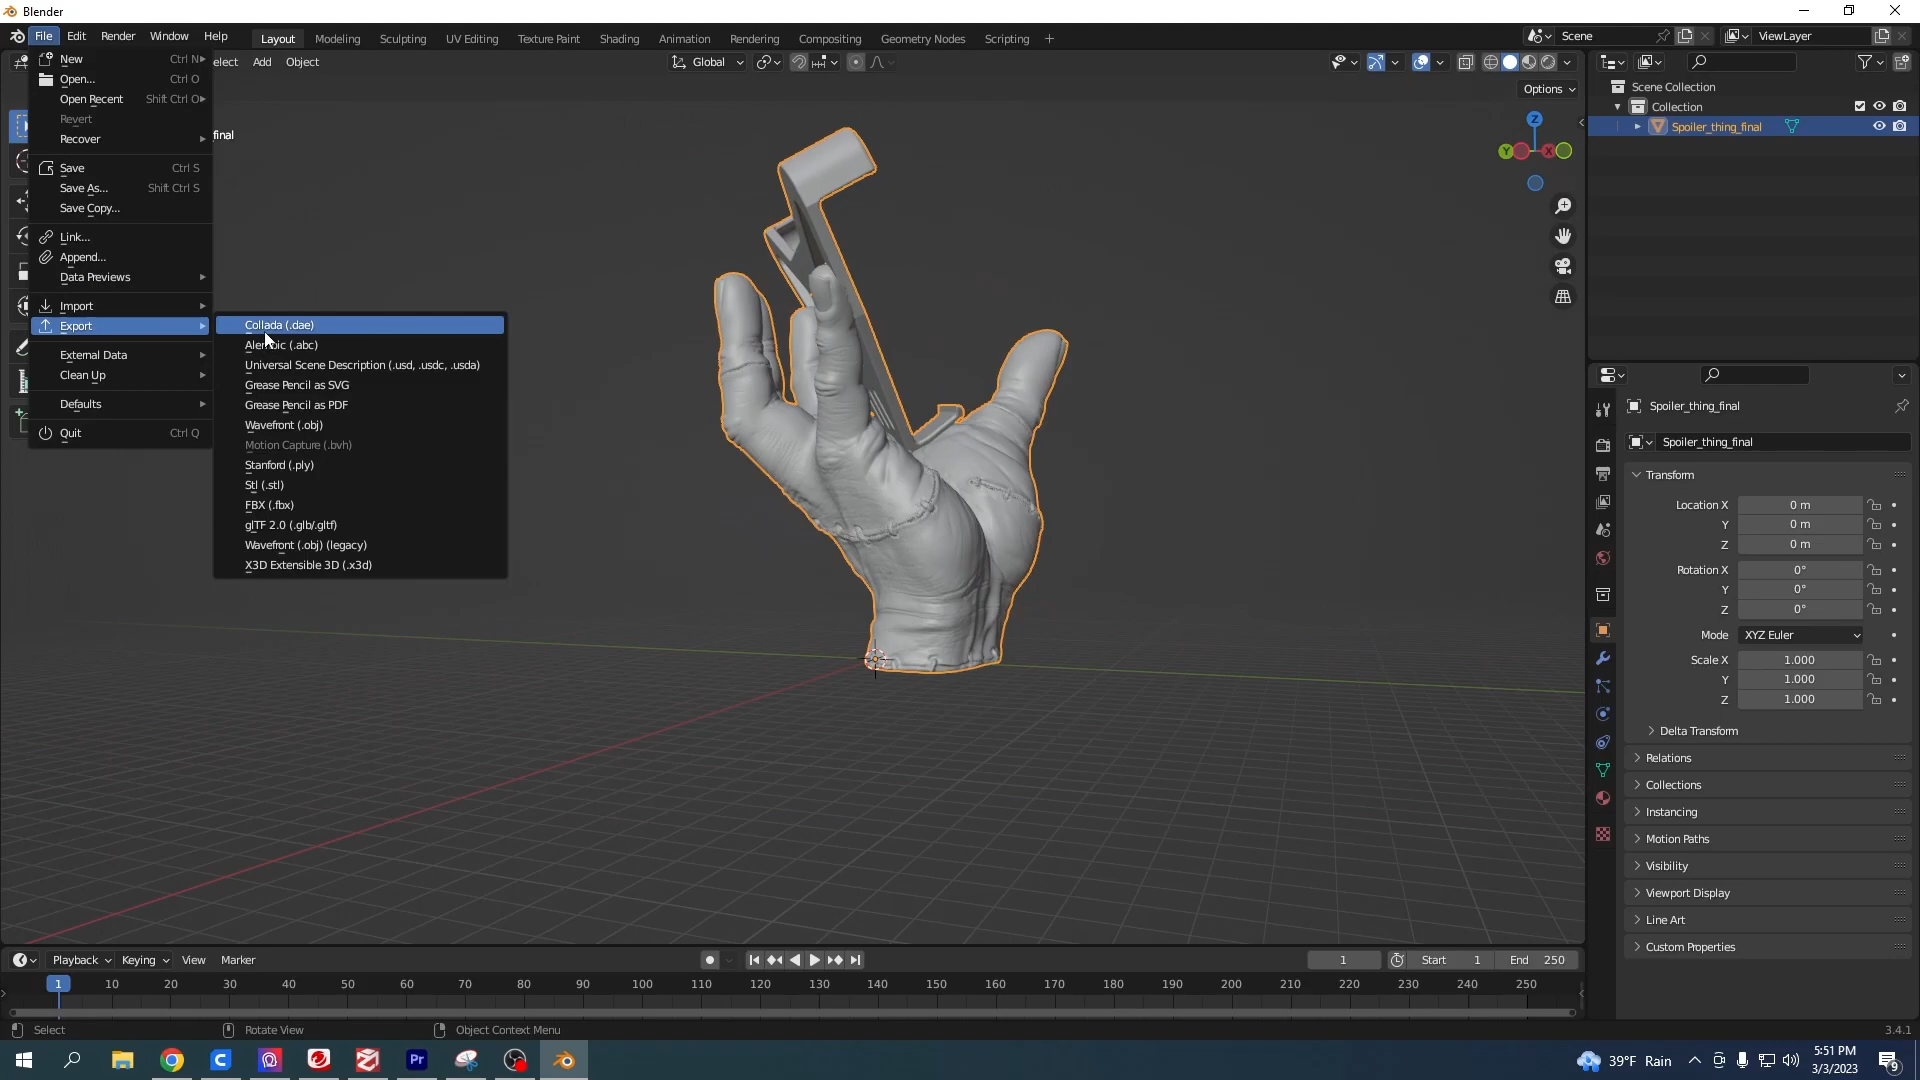 Blender
File Edit Render Window Help
Layout Modeling Sculpting UV Editing Texture Paint Shading Animation Rendering Compositing Geometry Nodes Scripting +
Scene
ViewLayer
elect Add Object
Global
Options
final
New Ctrl N
Open... Ctrl O
Open Recent Shift Ctrl O
Revert
Recover
Save Ctrl S
Save As... Shift Ctrl S
Save Copy...
Link...
Append...
Data Previews
Import
Export
External Data
Clean Up
Defaults
Quit Ctrl Q
Collada (.dae)
Alembic (.abc)
Universal Scene Description (.usd, .usdc, .usda)
Grease Pencil as SVG
Grease Pencil as PDF
Wavefront (.obj)
Motion Capture (.bvh)
Stanford (.ply)
Stl (.stl)
FBX (.fbx)
glTF 2.0 (.glb/.gltf)
Wavefront (.obj) (legacy)
X3D Extensible 3D (.x3d)
Z
Y
X
Scene Collection
Collection
Spoiler_thing_final
Spoiler_thing_final
Spoiler_thing_final
Transform
Location X 0 m
Y 0 m
Z 0 m
Rotation X 0°
Y 0°
Z 0°
Mode XYZ Euler
Scale X 1.000
Y 1.000
Z 1.000
Delta Transform
Relations
Collections
Instancing
Motion Paths
Visibility
Viewport Display
Line Art
Custom Properties
Playback Keying View Marker
1 Start 1 End 250
1 10 20 30 40 50 60 70 80 90 100 110 120 130 140 150 160 170 180 190 200 210 220 230 240 250
Select Rotate View Object Context Menu 3.4.1
Pr
39°F Rain
5:51 PM
3/3/2023
9